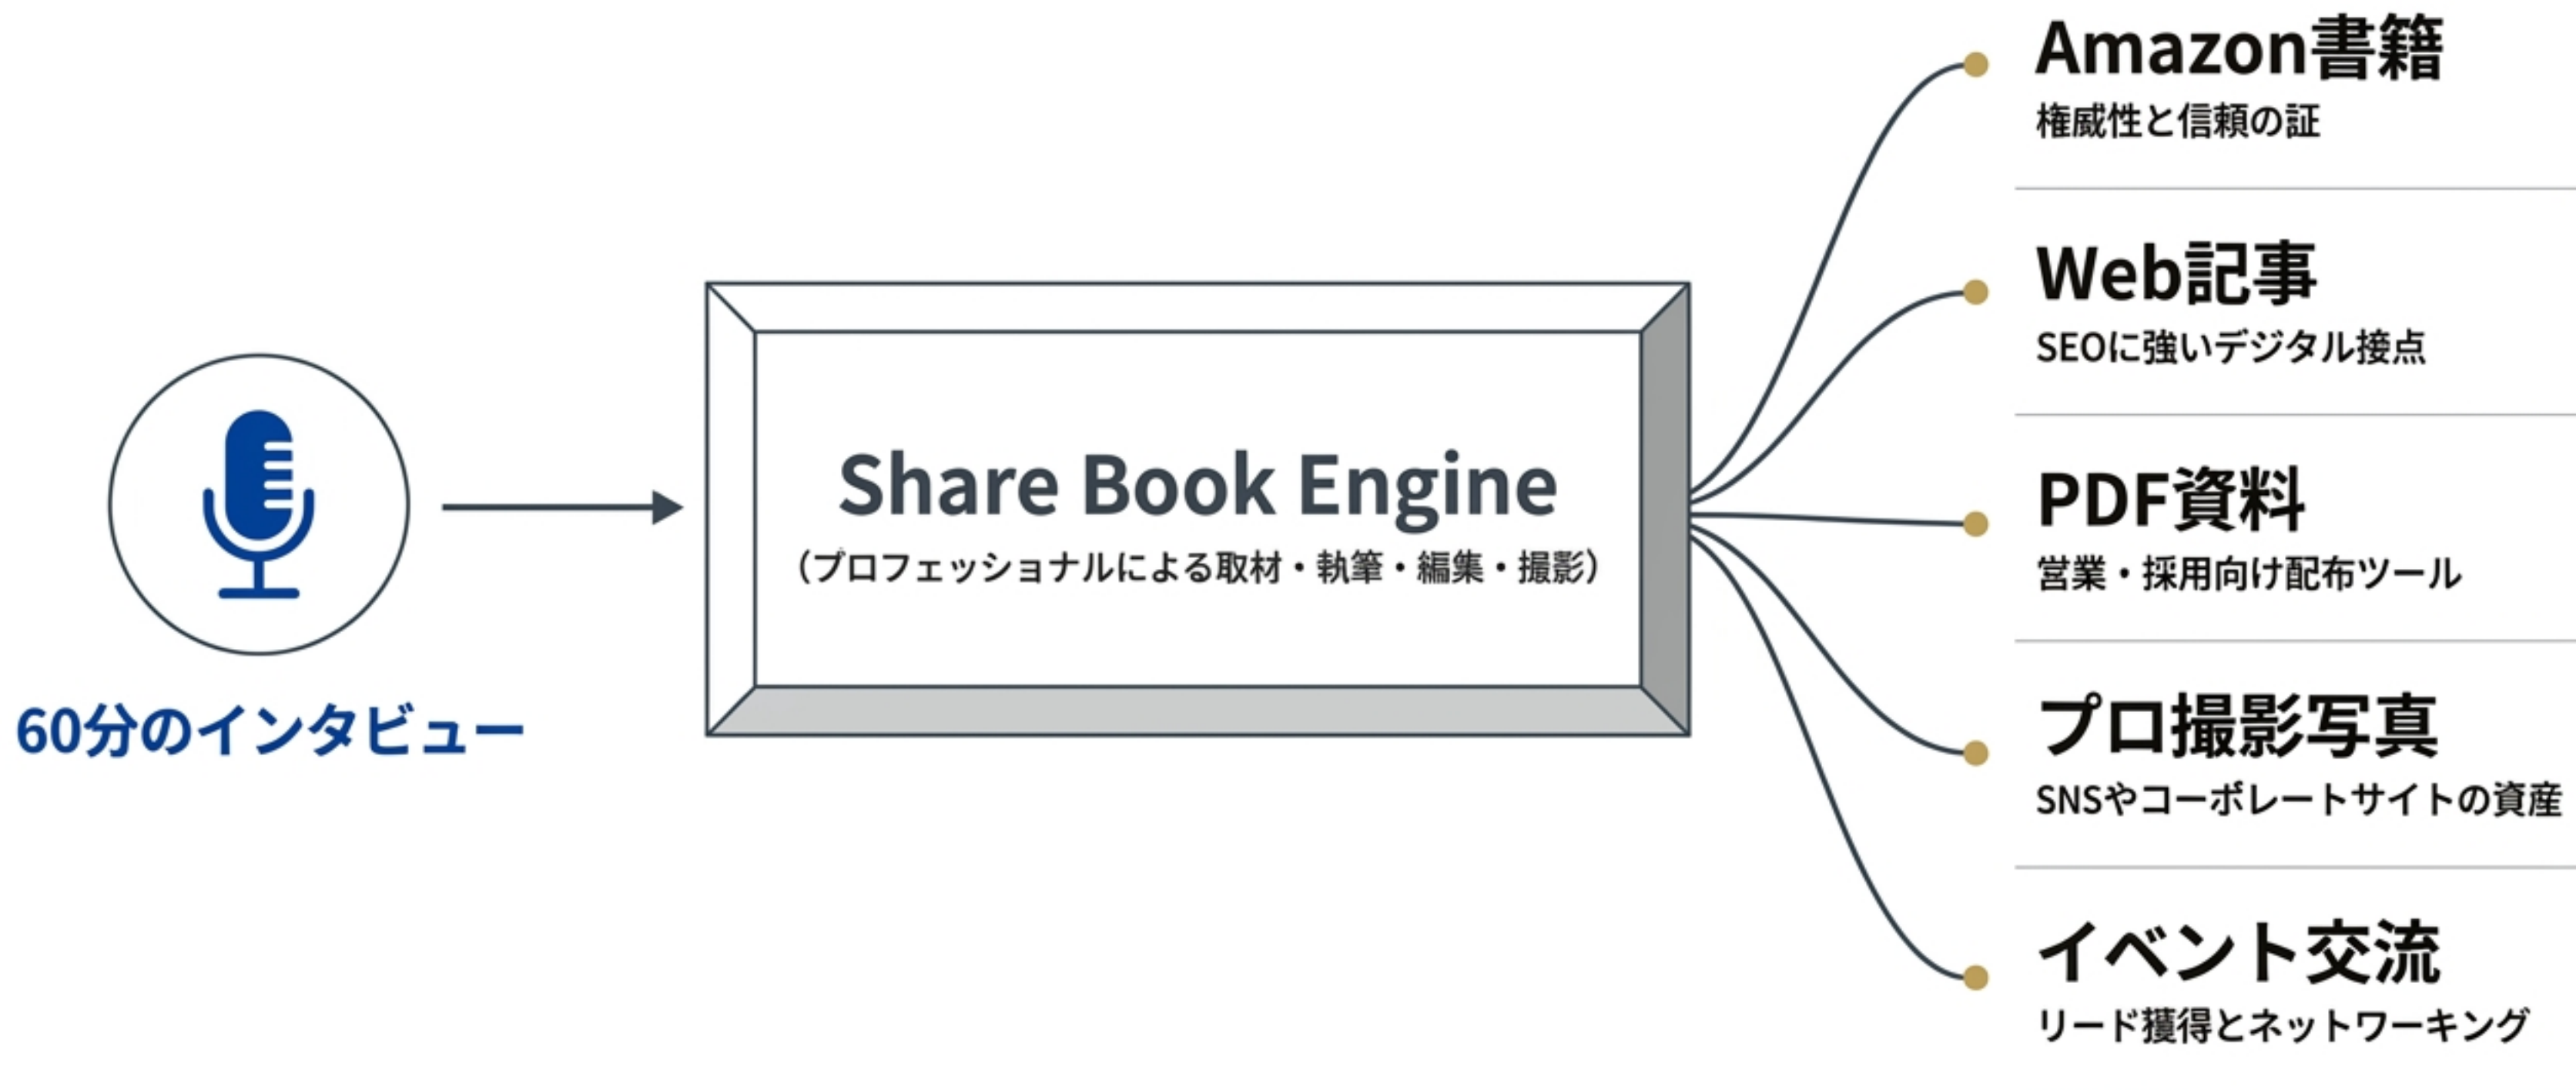 60分のインタビュー
Share Book Engine
（プロフェッショナルによる取材・執筆・編集・撮影）
Amazon書籍
権威性と信頼の証
Web記事
SEOに強いデジタル接点
PDF資料
営業・採用向け配布ツール
プロ撮影写真
SNSやコーポレートサイトの資産
イベント交流
リード獲得とネットワーキング